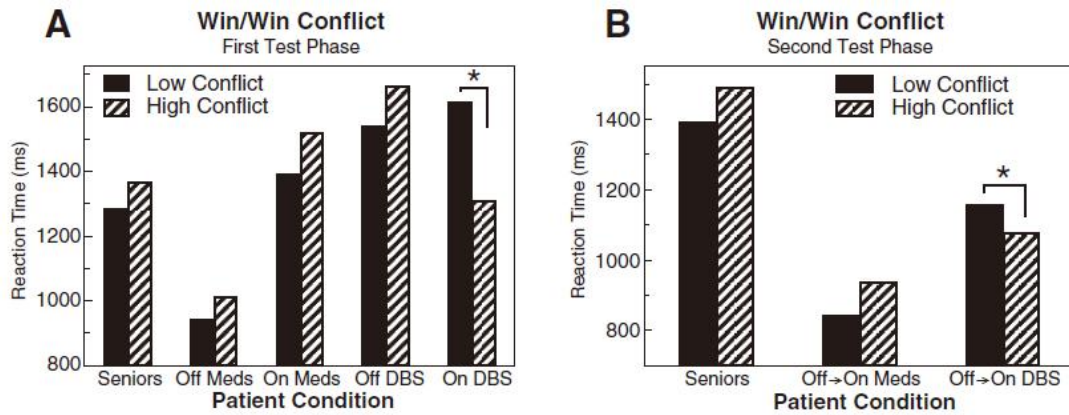 A
Win/Win Conflict
First Test Phase
Low Conflict
High Conflict
*
Reaction Time (ms)
1600
1400
1200
1000
800
Seniors Off Meds On Meds Off DBS On DBS
Patient Condition
B
Win/Win Conflict
Second Test Phase
Low Conflict
High Conflict
*
Reaction Time (ms)
1400
1200
1000
800
Seniors Off→On Meds Off→On DBS
Patient Condition